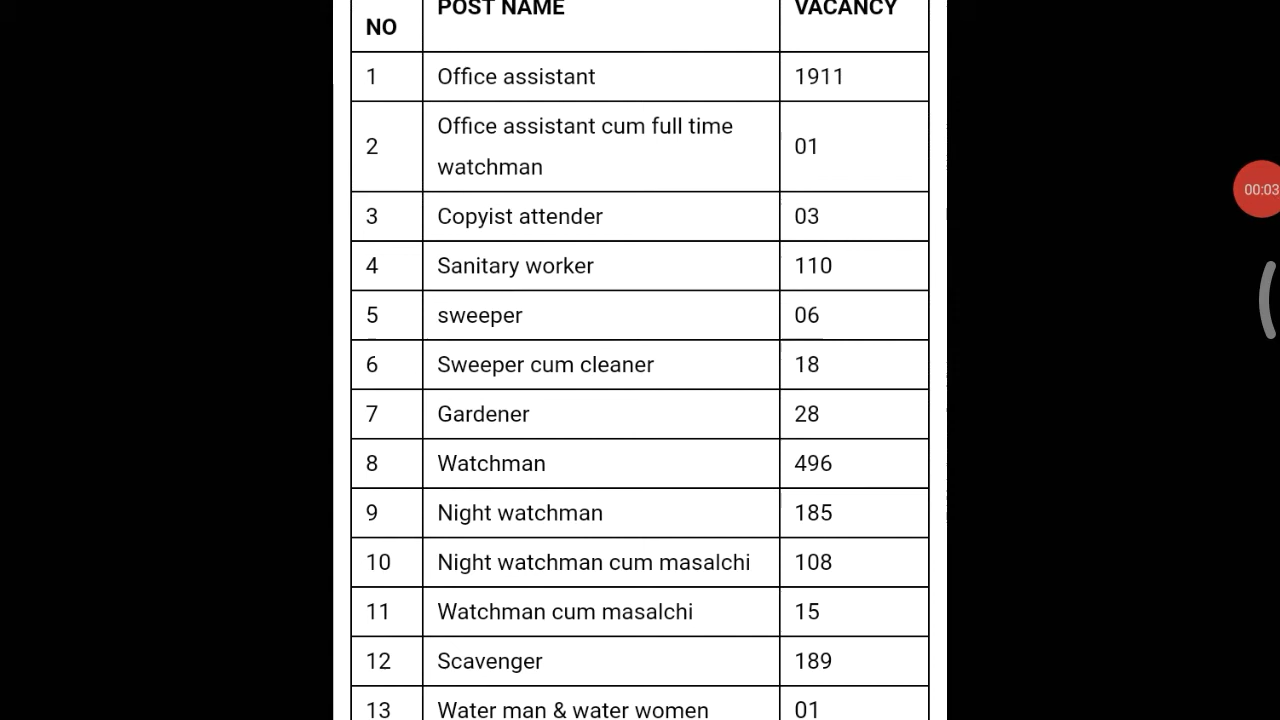 POST NAME VACANCY
NO
1 Office assistant 1911
Office assistant cum full time
2 01
watchman
3 Copyist attender 03
4 Sanitary worker 110
5 sweeper 06
6 Sweeper cum cleaner 18
7 Gardener 28
8 Watchman 496
9 Night watchman 185
10 Night watchman cum masalchi 108
11 Watchman cum masalchi 15
12 Scavenger 189
13 Water man & water women 01
00:03